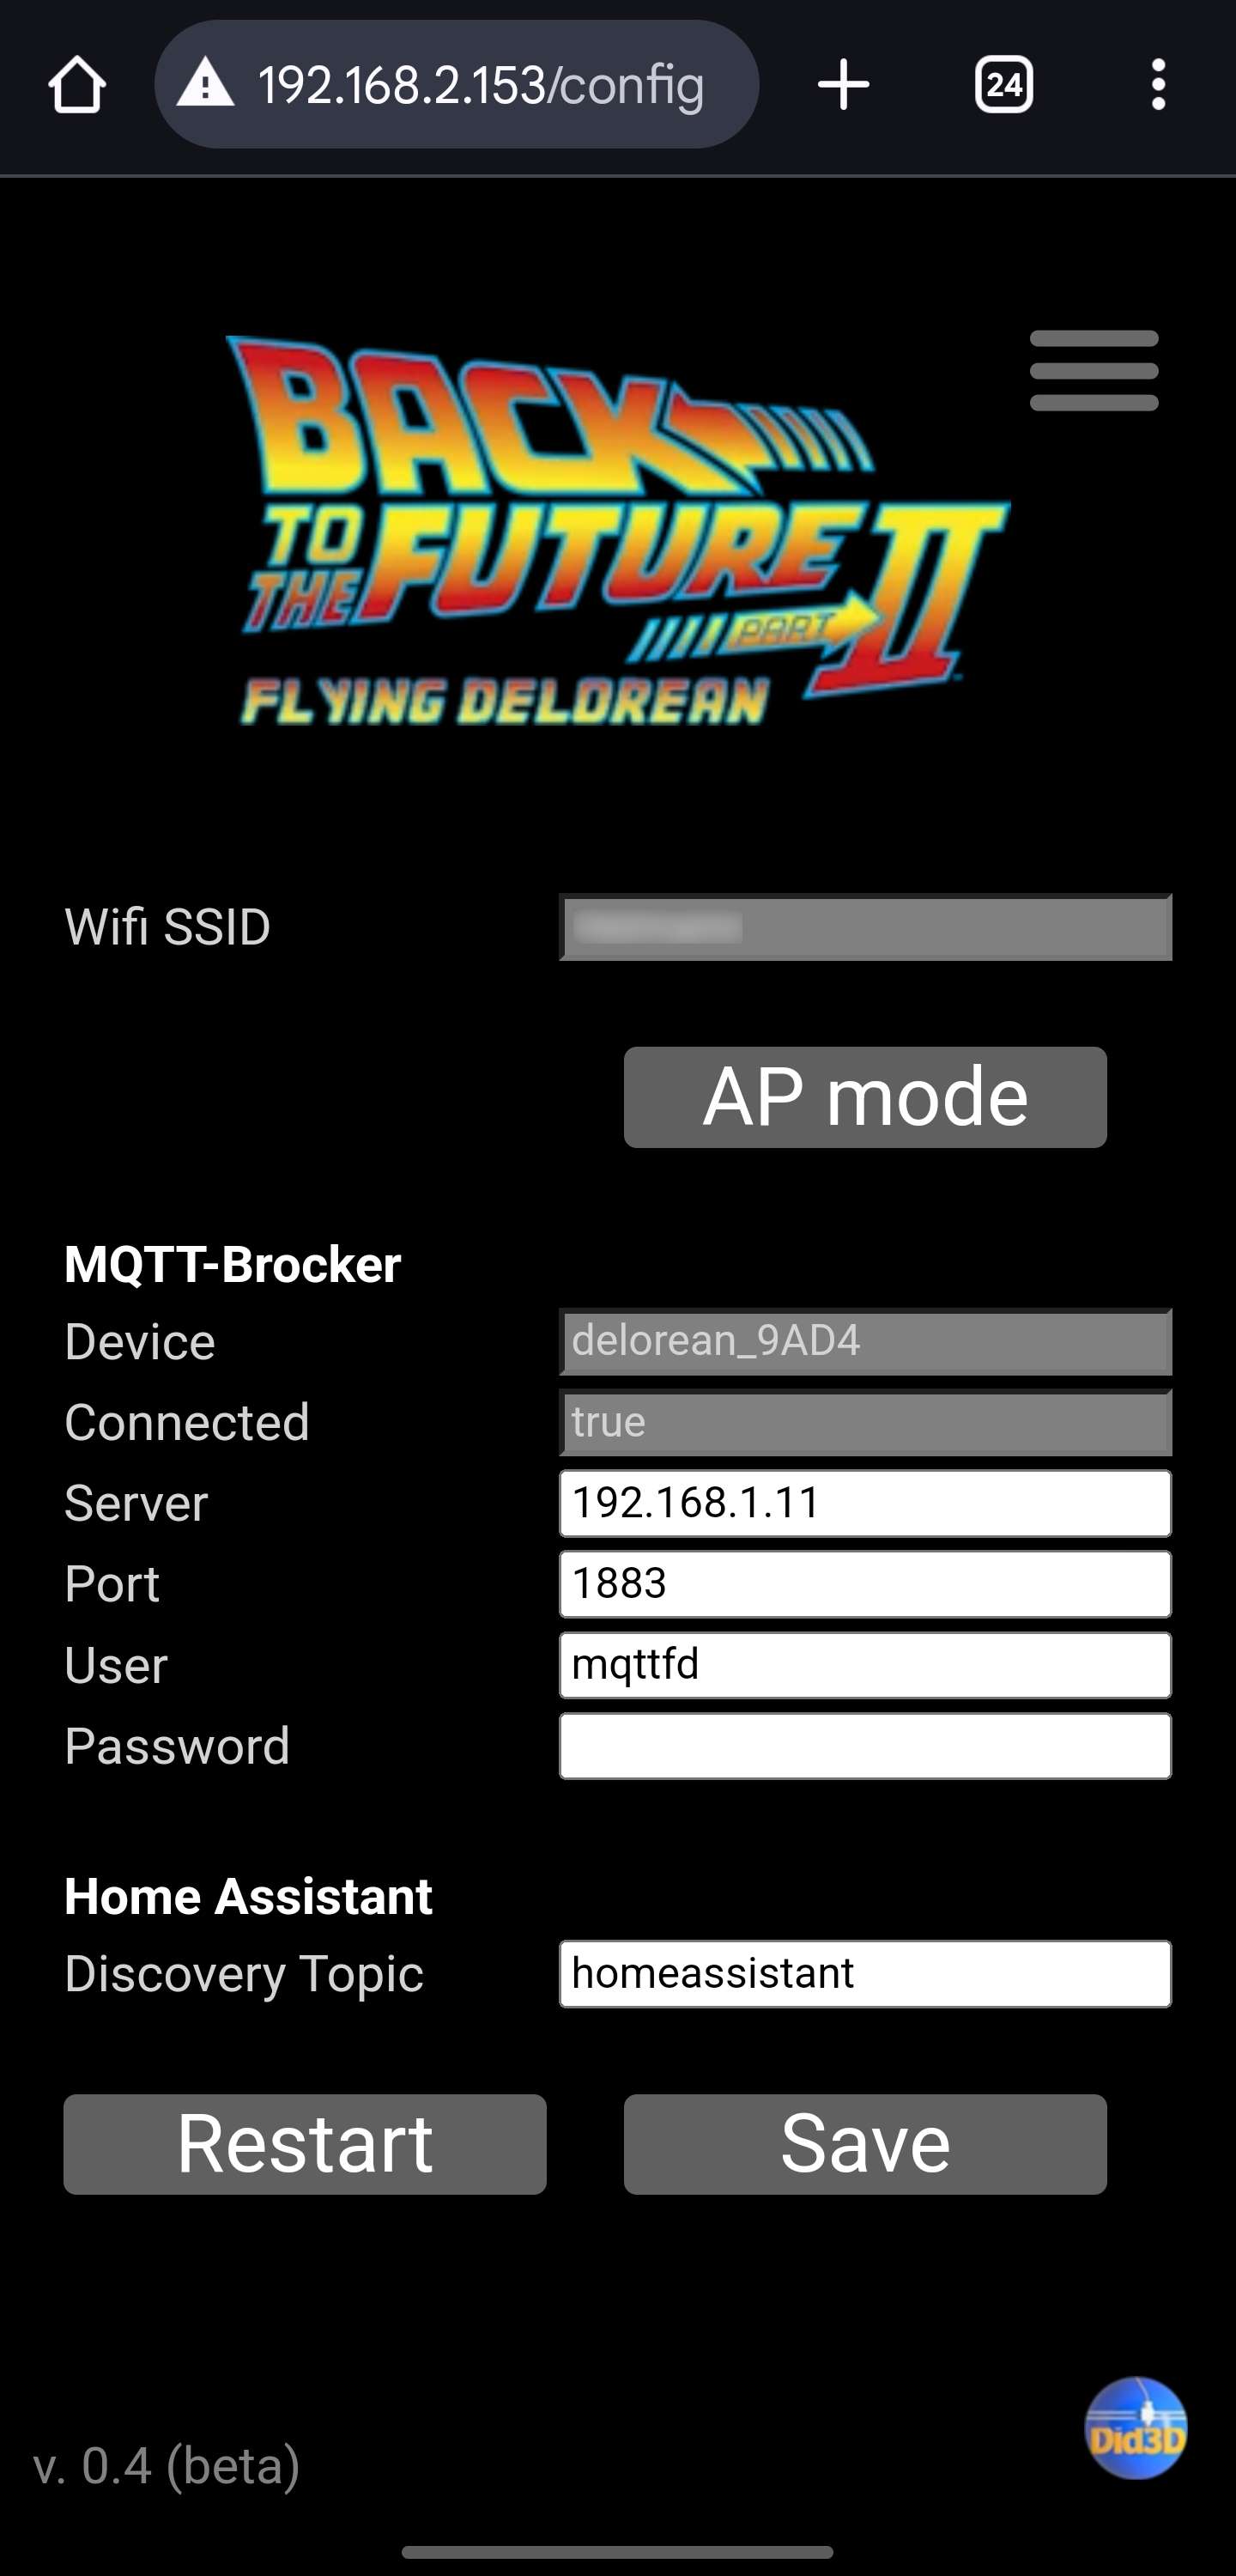 192.168.2.153/config
24
BACK
TO
THE FUTURE II
PART
FLYING DELOREAN
Wifi SSID
AP mode
MQTT-Brocker
Device delorean_9AD4
Connected true
Server 192.168.1.11
Port 1883
User mqttfd
Password
Home Assistant
Discovery Topic homeassistant
Restart Save
Did3D
v. 0.4 (beta)